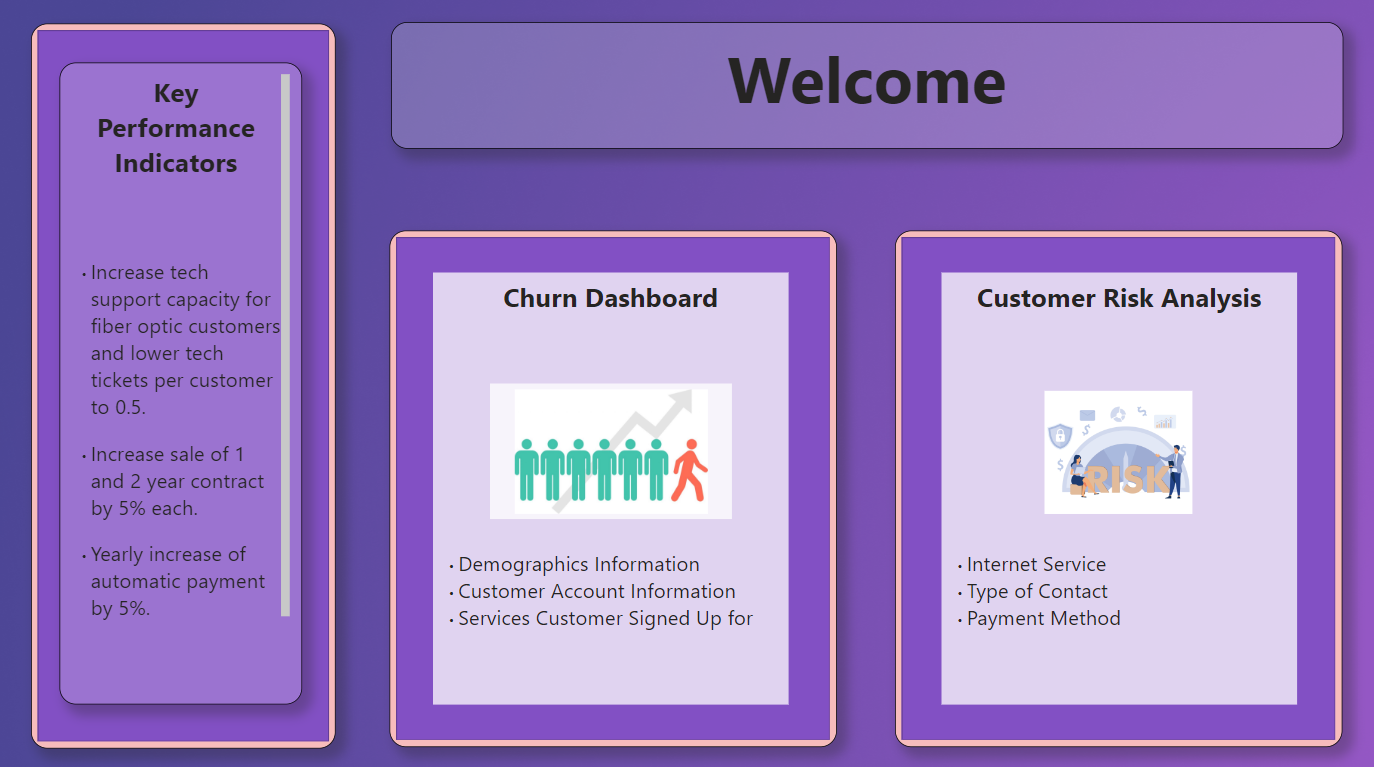 Welcome
Key
Performance
Indicators
• Increase tech
support capacity for
fiber optic customers
and lower tech
tickets per customer
to 0.5.
• Increase sale of 1
and 2 year contract
by 5% each.
• Yearly increase of
automatic payment
by 5%.
Churn Dashboard
• Demographics Information
• Customer Account Information
• Services Customer Signed Up for
Customer Risk Analysis
$
$
$
RISK
• Internet Service
• Type of Contact
• Payment Method